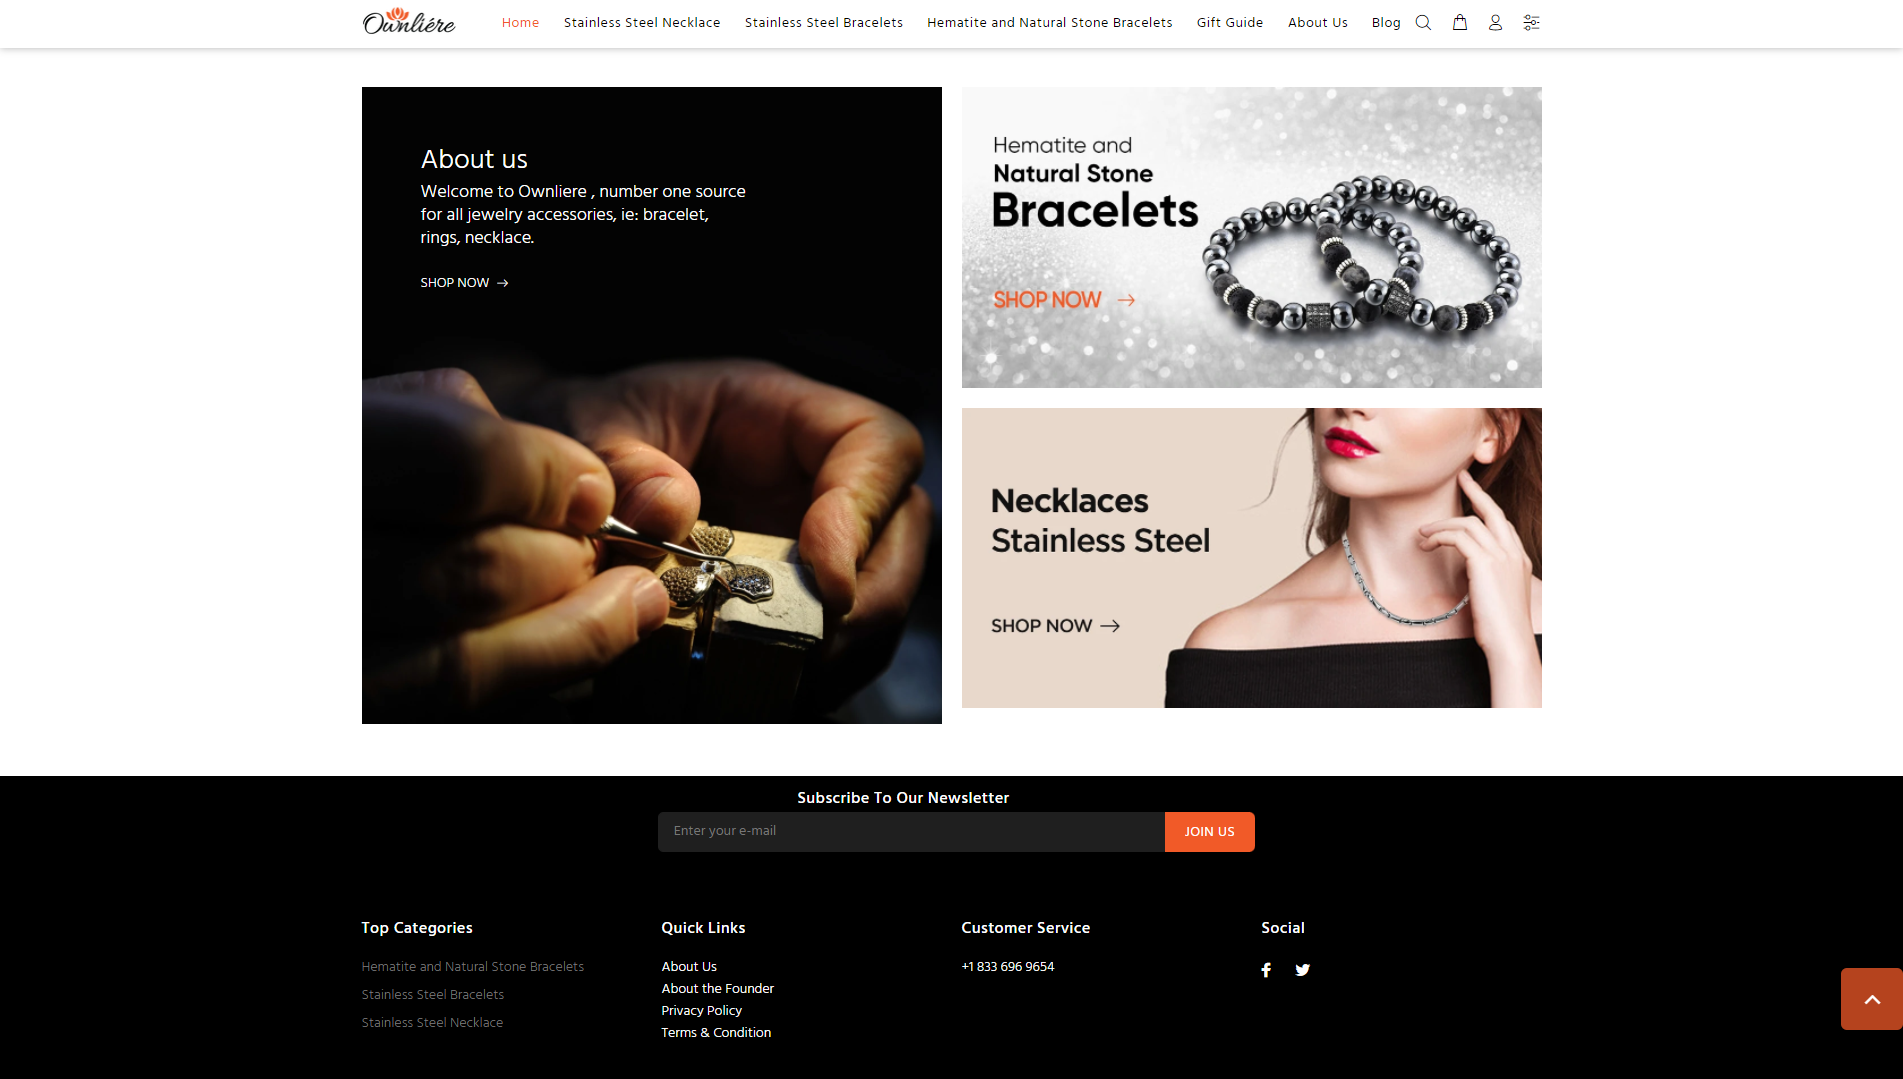 Ownliére
Home
Stainless Steel Necklace
Stainless Steel Bracelets
Hematite and Natural Stone Bracelets
Gift Guide
About Us
Blog
About us
Welcome to Ownliere , number one source
for all jewelry accessories, ie: bracelet,
rings, necklace.
SHOP NOW →
Hematite and
Natural Stone
Bracelets
SHOP NOW →
Necklaces
Stainless Steel
SHOP NOW →
Subscribe To Our Newsletter
Enter your e-mail
JOIN US
Top Categories
Hematite and Natural Stone Bracelets
Stainless Steel Bracelets
Stainless Steel Necklace
Quick Links
About Us
About the Founder
Privacy Policy
Terms & Condition
Customer Service
+1 833 696 9654
Social